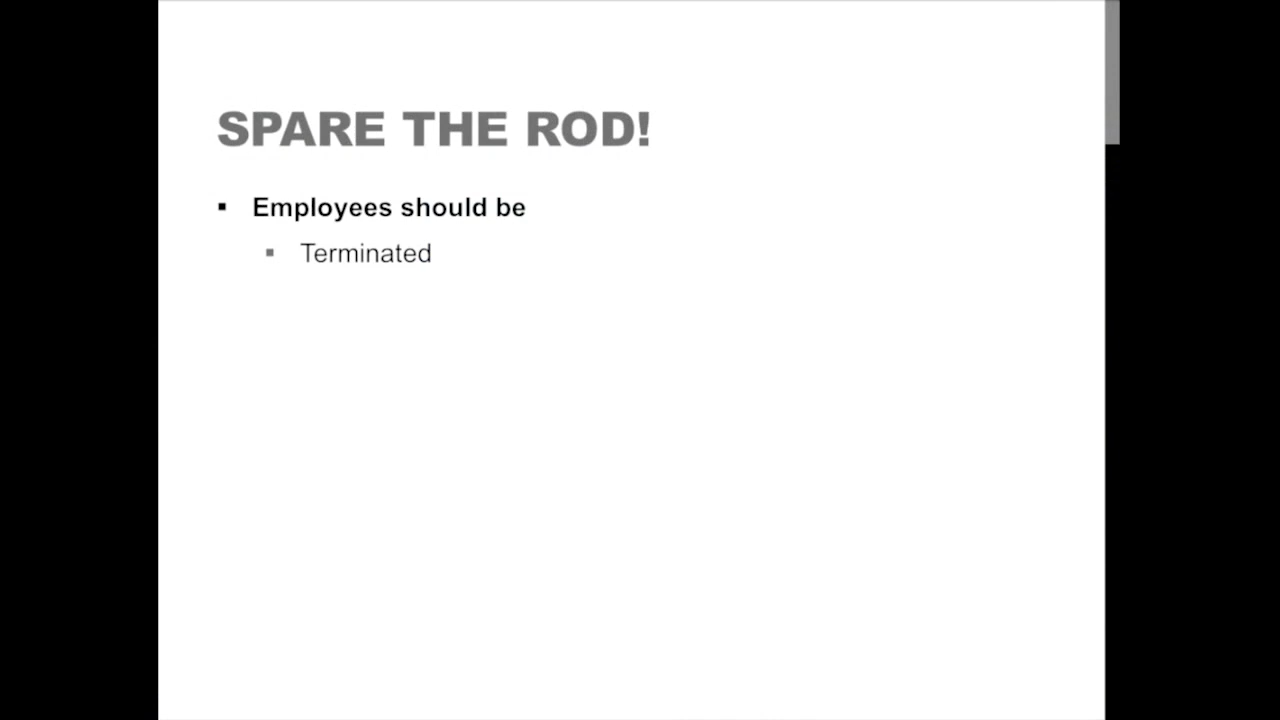 SPARE THE ROD!
▪ Employees should be
▪ Terminated